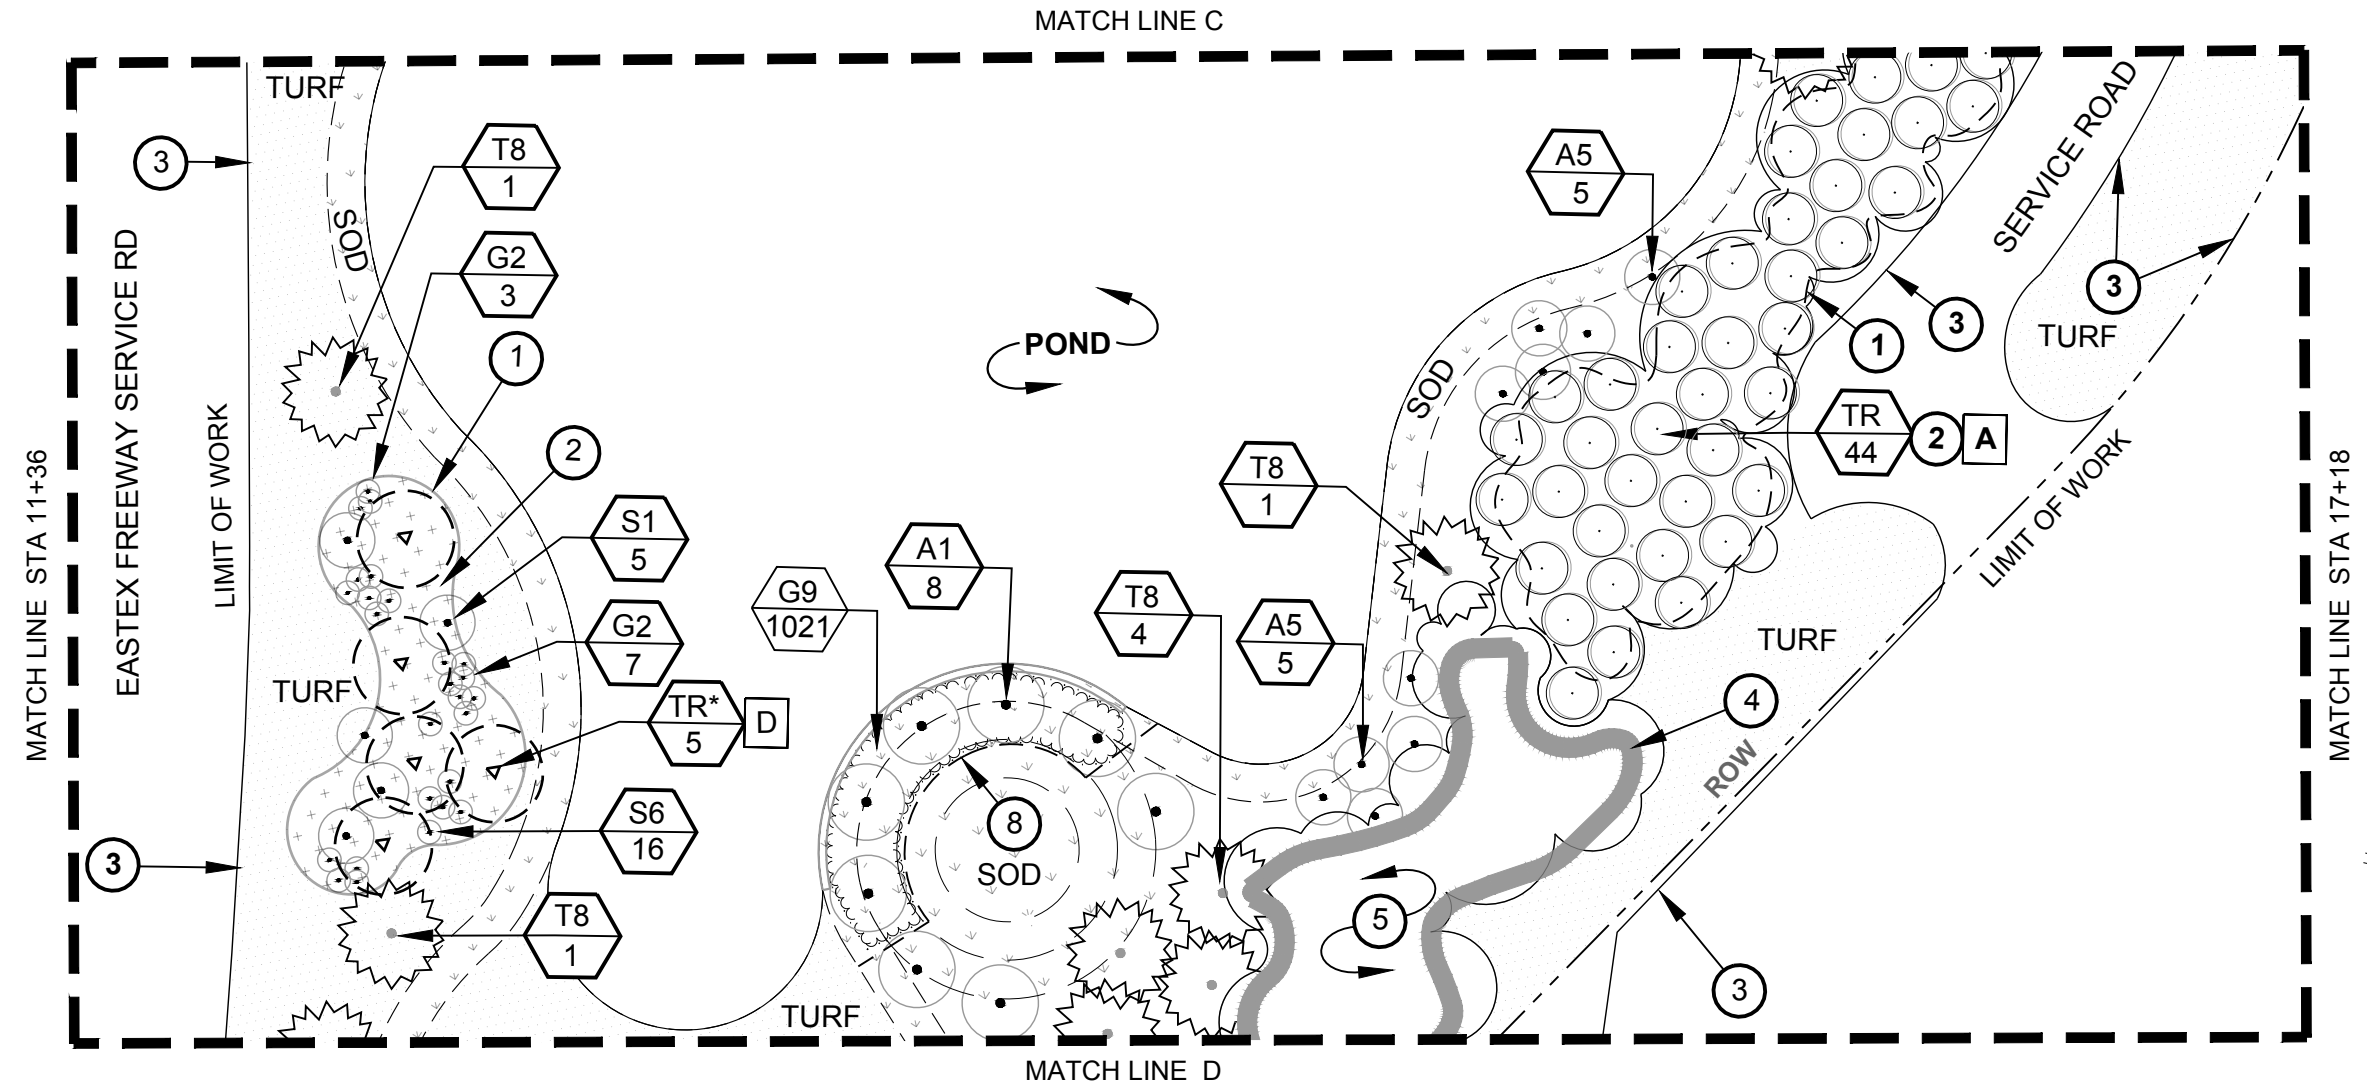 MATCH LINE C
TURF
SERVICE ROAD
3
T8
1
A5
5
SOD
G2
3
3
EASTEX FREEWAY SERVICE RD
1
POND
3
1
TURF
SOD
LIMIT OF WORK
2
TR
44
2
A
T8
1
MATCH LINE STA 11+36
MATCH LINE STA 17+18
S1
5
A1
8
G9
1021
T8
4
A5
5
LIMIT OF WORK
G2
7
TURF
TURF
TR*
5
D
4
ROW
S6
16
8
SOD
3
T8
1
5
3
TURF
MATCH LINE D